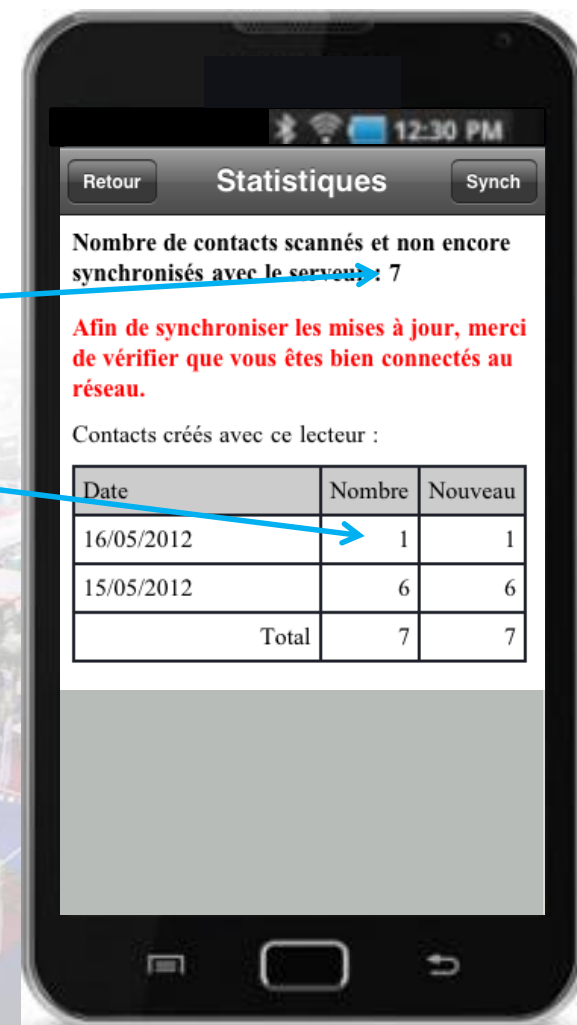 12:30 PM
Retour Statistiques Synch
Nombre de contacts scannés et non encore
synchronisés avec le serveur : 7
Afin de synchroniser les mises à jour, merci
de vérifier que vous êtes bien connectés au
réseau.
Contacts créés avec ce lecteur :
Date Nombre Nouveau
16/05/2012 1 1
15/05/2012 6 6
Total 7 7